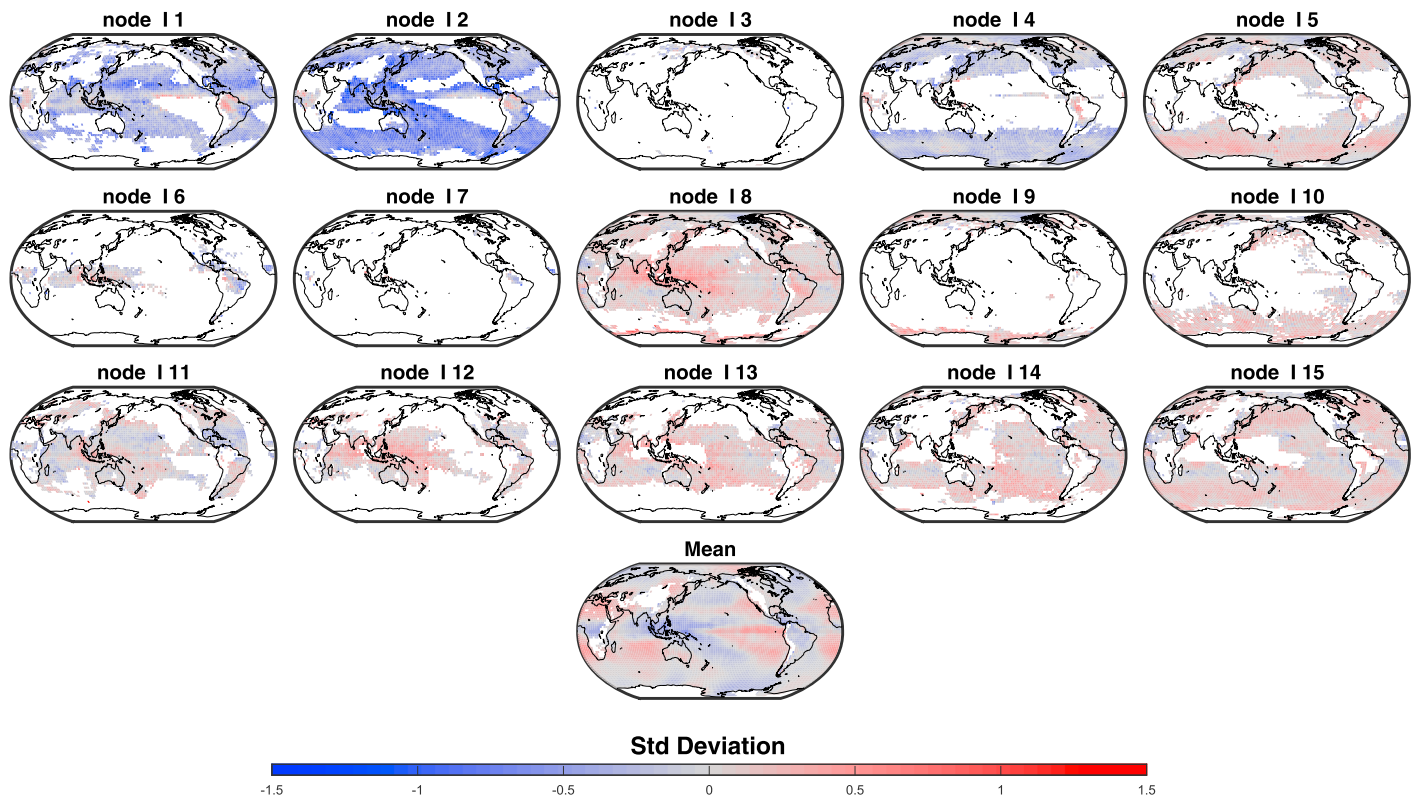 node I 1
node I 2
node I 3
node I 4
node I 5
node I 6
node I 7
node I 8
node I 9
node I 10
node I 11
node I 12
node I 13
node I 14
node I 15
Mean
Std Deviation
-1.5 -1 -0.5 0 0.5 1 1.5